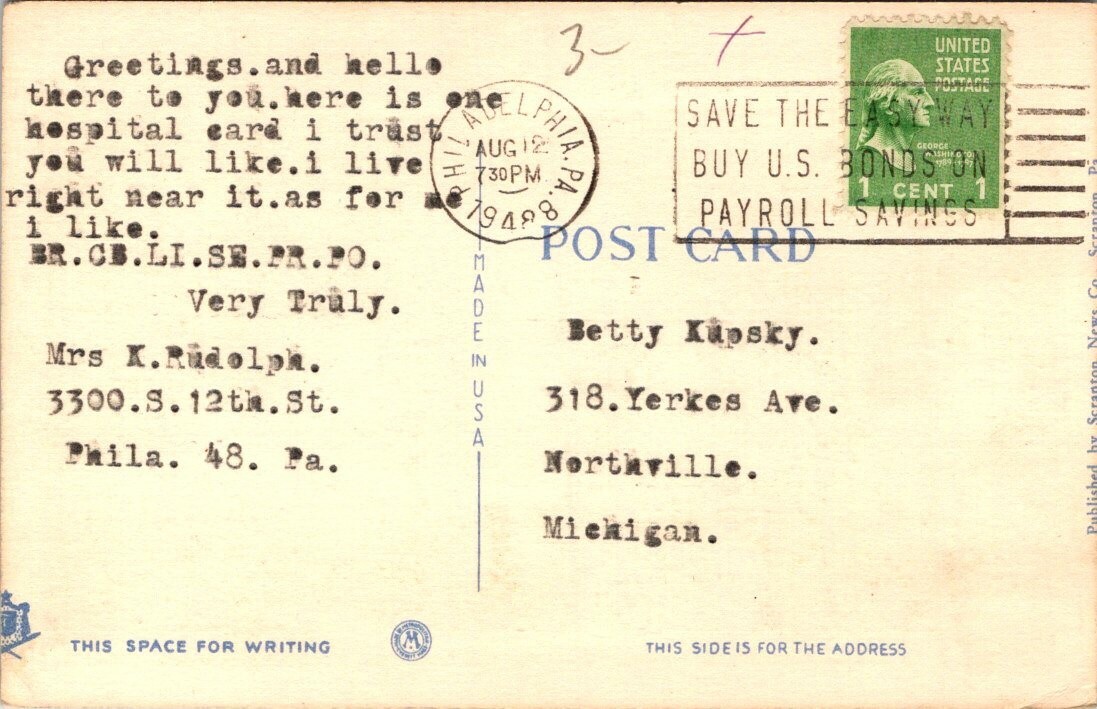 Greetings.and hello
there to you.here is one
hospital card i trust
you will like.i live
right near it.as for me
i like.
BR.CB.LI.SE.PR.PO.
Very Truly.
Mrs K.Rudolph.
3300.S.12th.St.
Phila. 48. Pa.
THIS SPACE FOR WRITING
3-
PHILADELPHIA. PA. 8
AUG 12
7 30 PM
1948
SAVE THE EASY WAY
BUY U.S. BONDS ON
PAYROLL SAVINGS
UNITED
STATES
POSTAGE
GEORGE
WASHINGTON
1 CENT 1
POST CARD
MADE IN USA
Betty Kupsky.
318.Yerkes Ave.
Northville.
Michigan.
THIS SIDE IS FOR THE ADDRESS
M
Published by Scranton News Co. Scranton, Pa